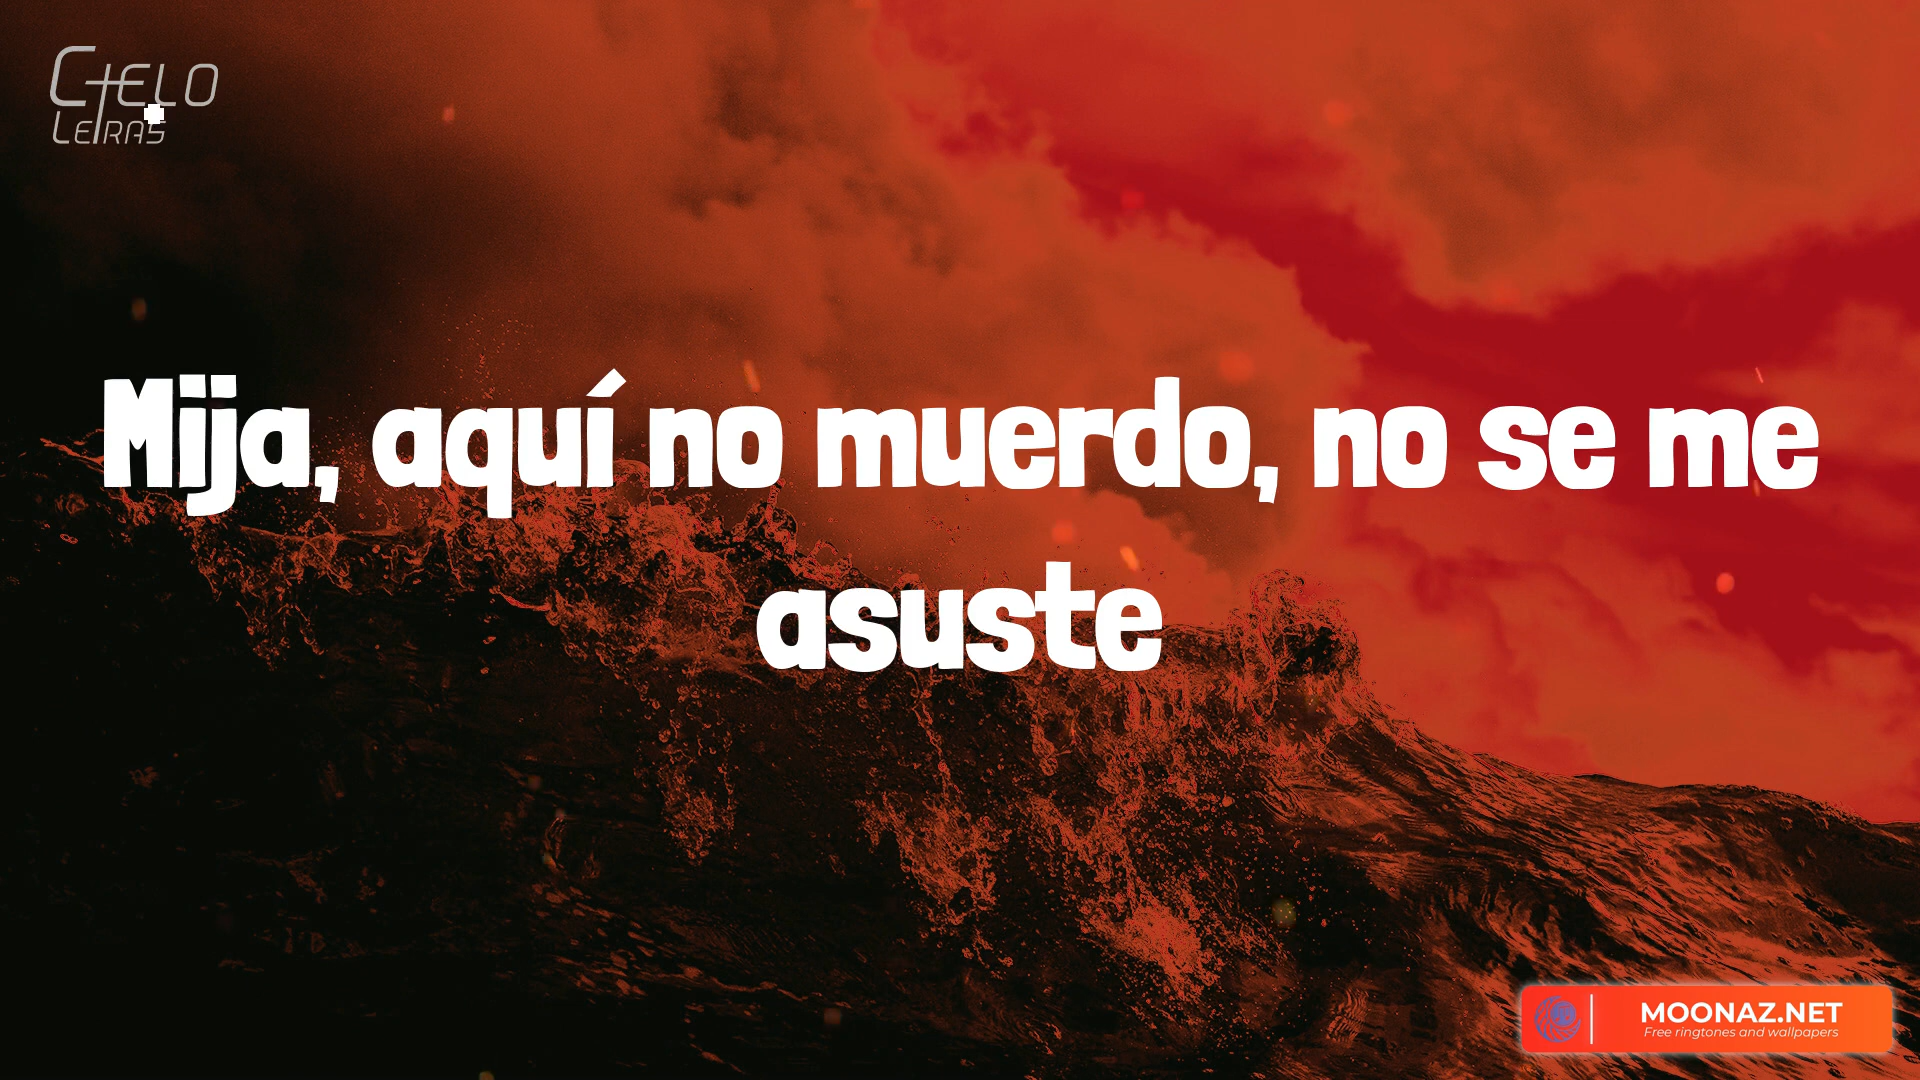 CIELO
LETRAS
Mija, aquí no muerdo, no se me
asuste
MOONAZ.NET
Free ringtones and wallpapers